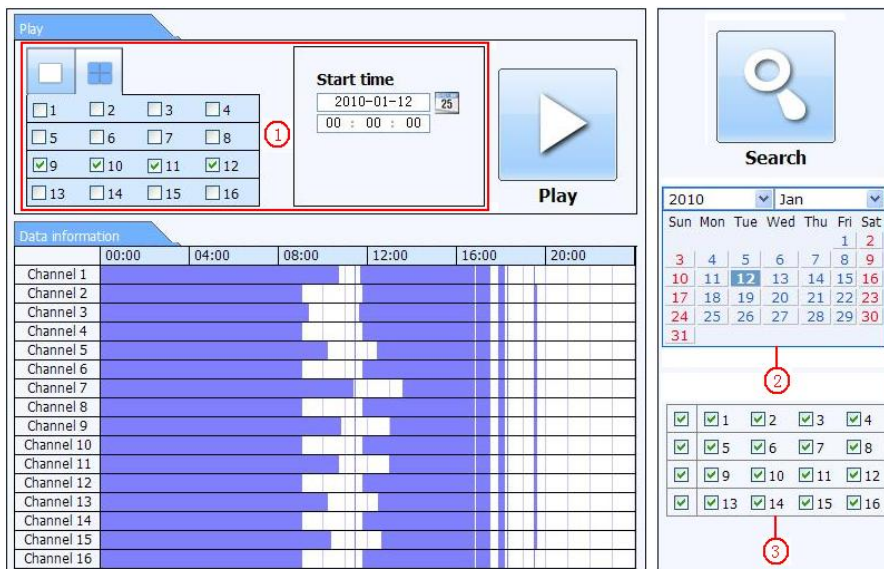 Play
Start time
2010-01-12 25
00 : 00 : 00
1 2 3 4
5 6 7 8
9 10 11 12
13 14 15 16
1
Play
Data information
00:00 04:00 08:00 12:00 16:00 20:00
Channel 1
Channel 2
Channel 3
Channel 4
Channel 5
Channel 6
Channel 7
Channel 8
Channel 9
Channel 10
Channel 11
Channel 12
Channel 13
Channel 14
Channel 15
Channel 16
Search
2010 Jan
Sun Mon Tue Wed Thu Fri Sat
1 2
3 4 5 6 7 8 9
10 11 12 13 14 15 16
17 18 19 20 21 22 23
24 25 26 27 28 29 30
31
2
1 2 3 4
5 6 7 8
9 10 11 12
13 14 15 16
3